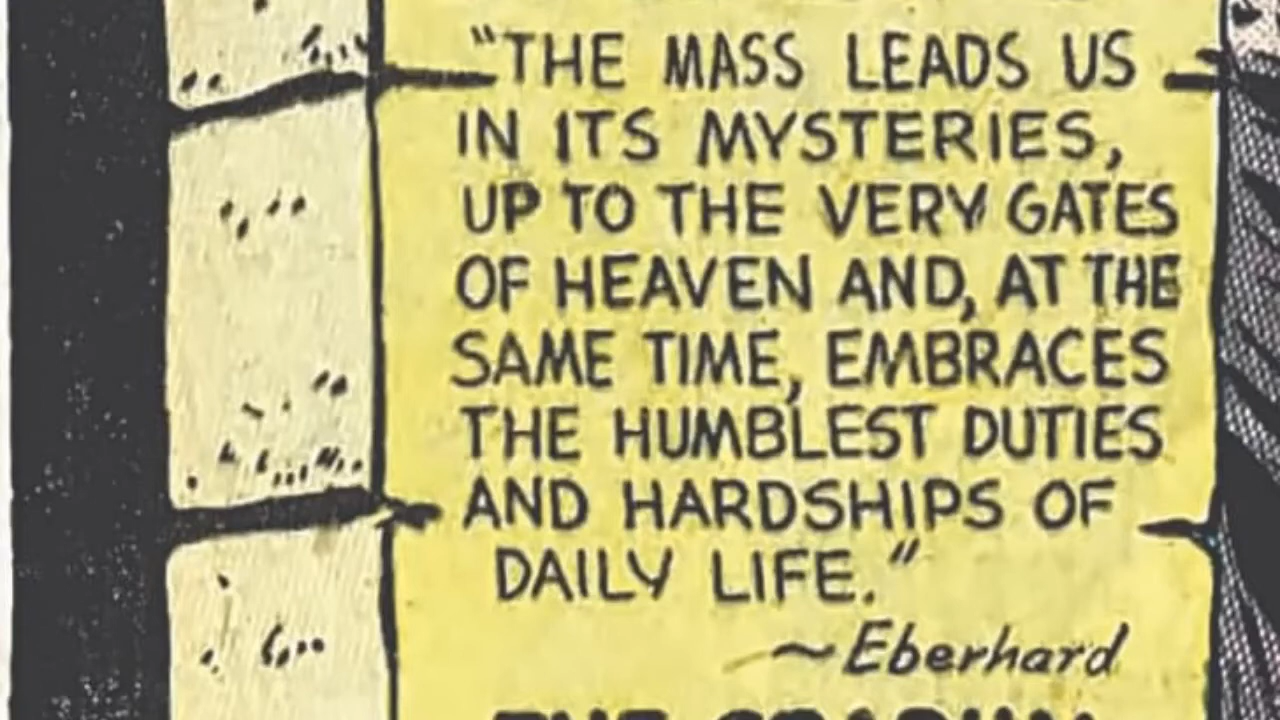 "THE MASS LEADS US
IN ITS MYSTERIES,
UP TO THE VERY GATES
OF HEAVEN AND, AT THE
SAME TIME, EMBRACES
THE HUMBLEST DUTIES
AND HARDSHIPS OF
DAILY LIFE."
~Eberhard